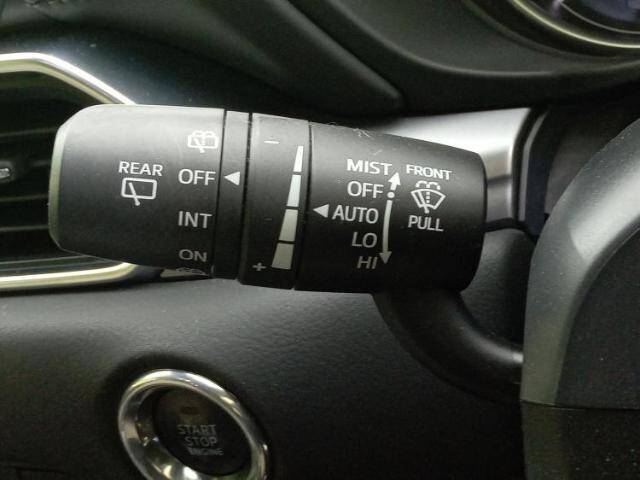 REAR
OFF
INT
ON
−
+
MIST
OFF
AUTO
LO
HI
FRONT
PULL
START
STOP
ENGINE